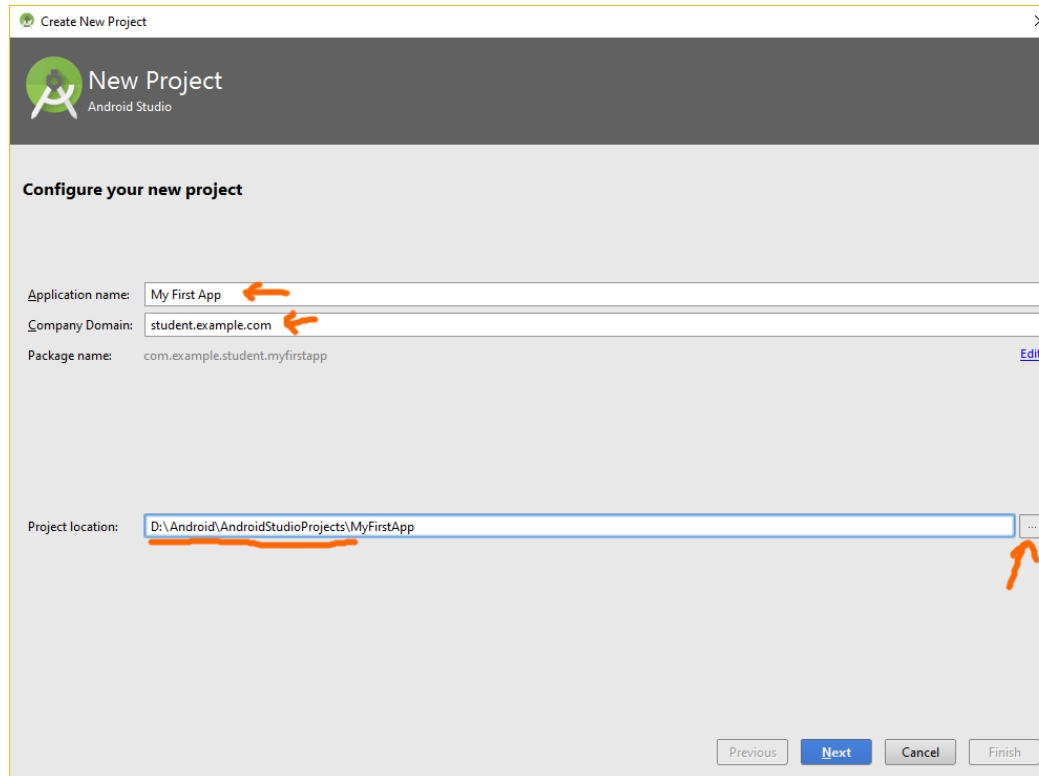 Create New Project
New Project
Android Studio
Configure your new project
Application name: My First App
Company Domain: student.example.com
Package name: com.example.student.myfirstapp Edit
Project location: D:\Android\AndroidStudioProjects\MyFirstApp ...
Previous Next Cancel Finish